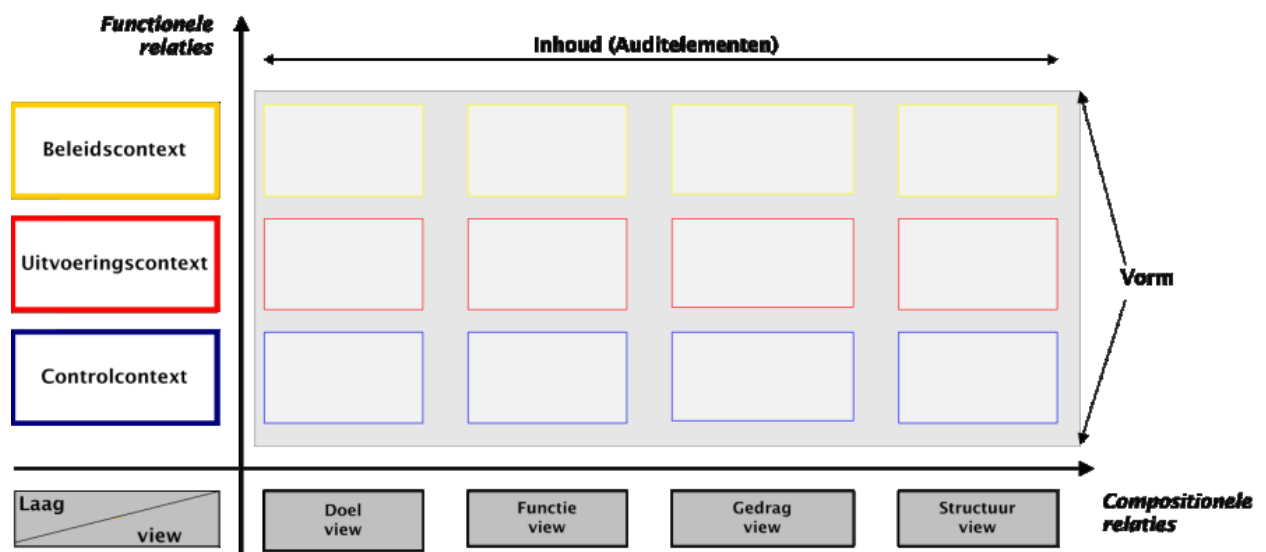 Functionele
relaties
Inhoud (Auditelementen)
Beleidscontext
Uitvoeringscontext
Vorm
Controlcontext
Laag
view
Doel
view
Functie
view
Gedrag
view
Structuur
view
Compositionele
relaties